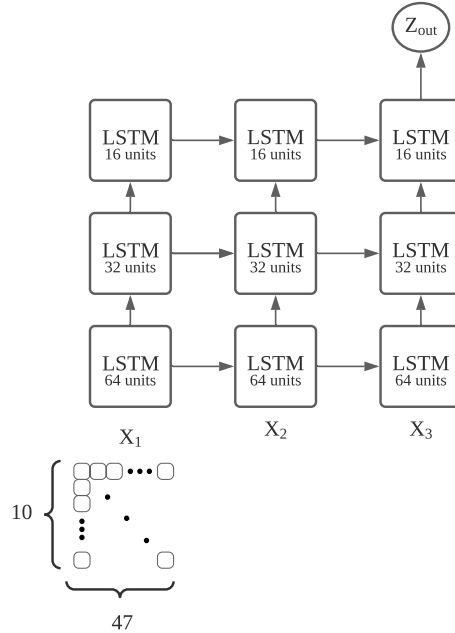 Zout
LSTM LSTM LSTM
16 units 16 units 16 units
LSTM LSTM LSTM
32 units 32 units 32 units
LSTM LSTM LSTM
64 units 64 units 64 units
X1 X2 X3
10
47